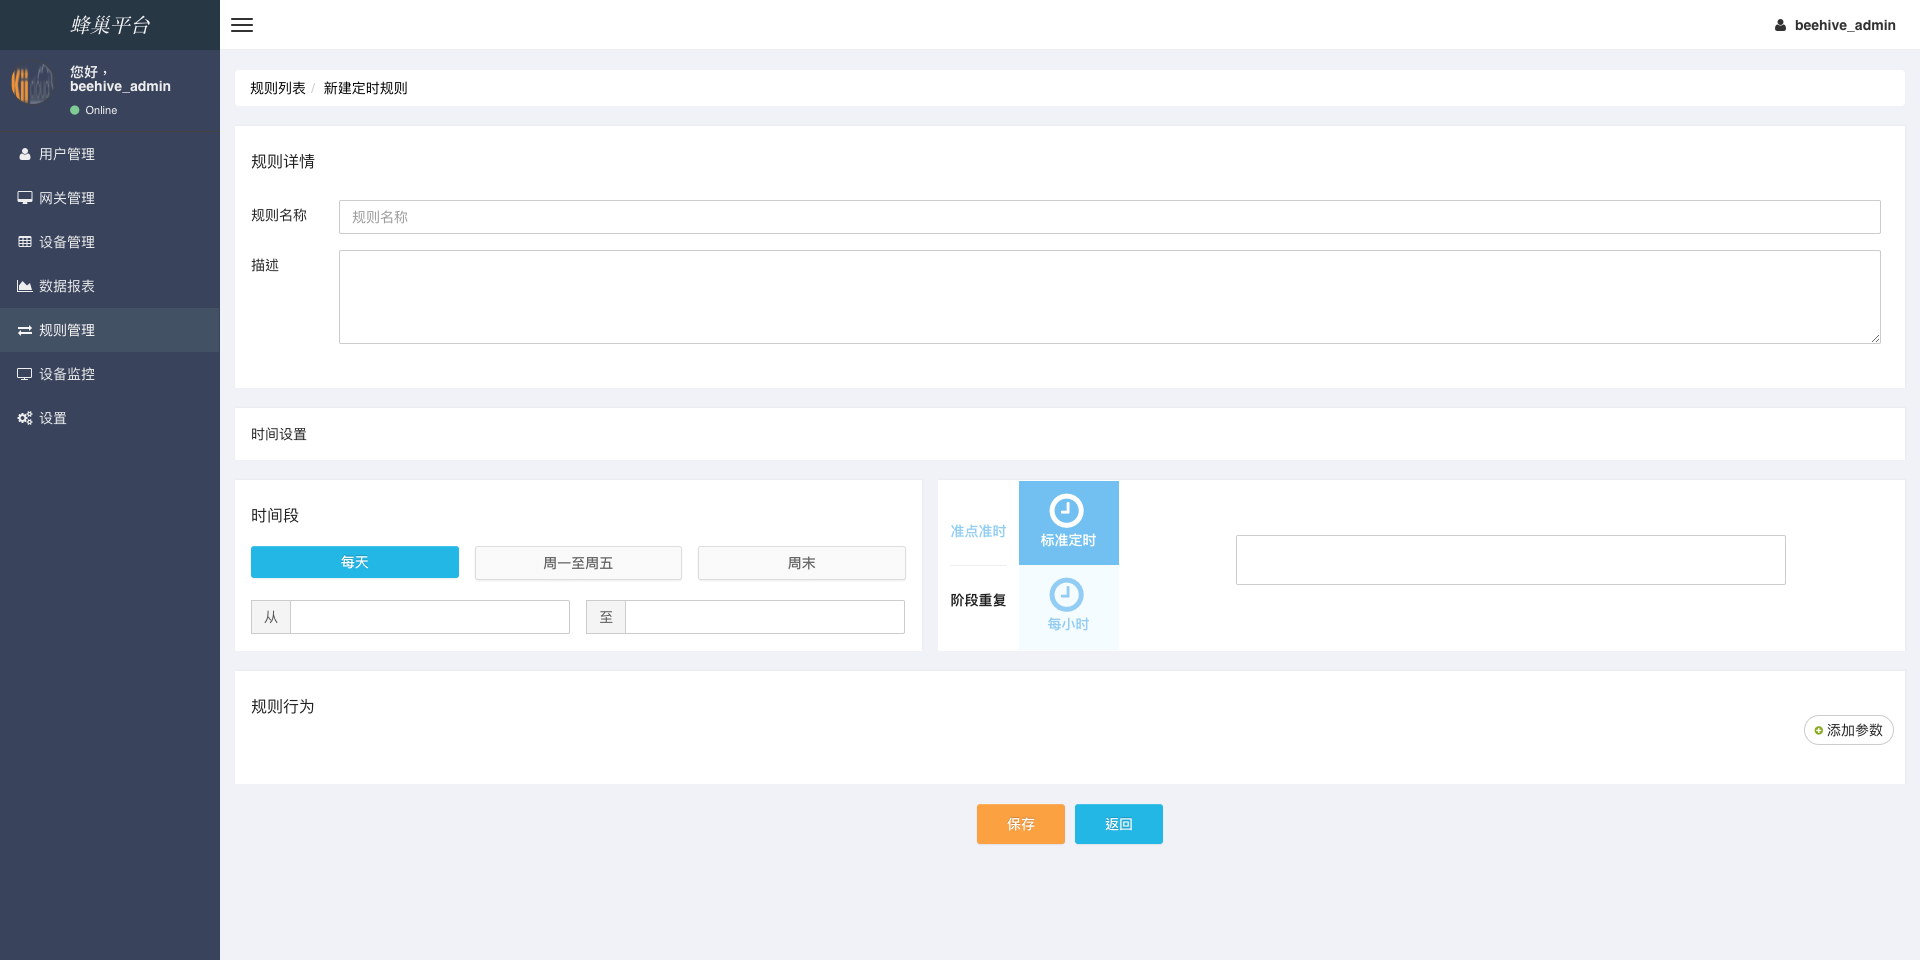 蜂巢平台
beehive_admin
您好，
beehive_admin
Online
用户管理
网关管理
设备管理
数据报表
规则管理
设备监控
设置
规则列表 / 新建定时规则
规则详情
规则名称 规则名称
描述
时间设置
时间段
每天 周一至周五 周末
从 至
准点准时
阶段重复
标准定时
每小时
规则行为
添加参数
保存 返回